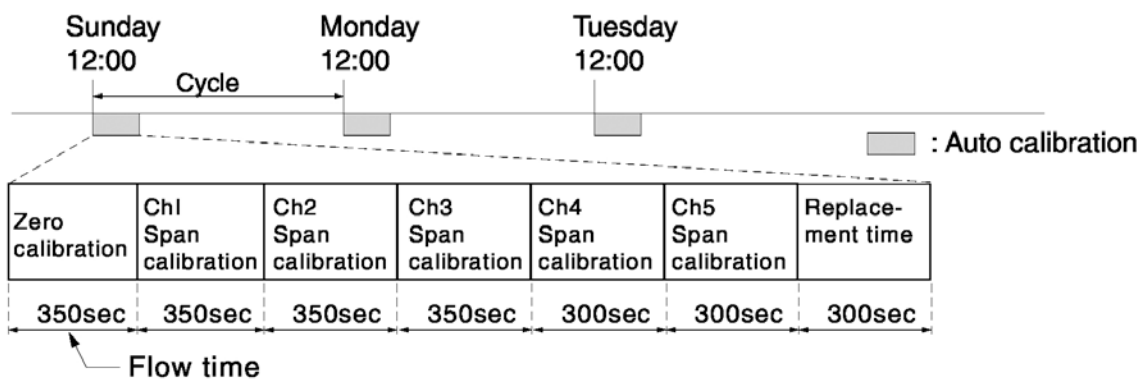 Sunday Monday Tuesday
12:00 12:00 12:00
Cycle
: Auto calibration
Zero
calibration
Ch1
Span
calibration
Ch2
Span
calibration
Ch3
Span
calibration
Ch4
Span
calibration
Ch5
Span
calibration
Replace-
ment time
350sec 350sec 350sec 350sec 300sec 300sec 300sec
Flow time